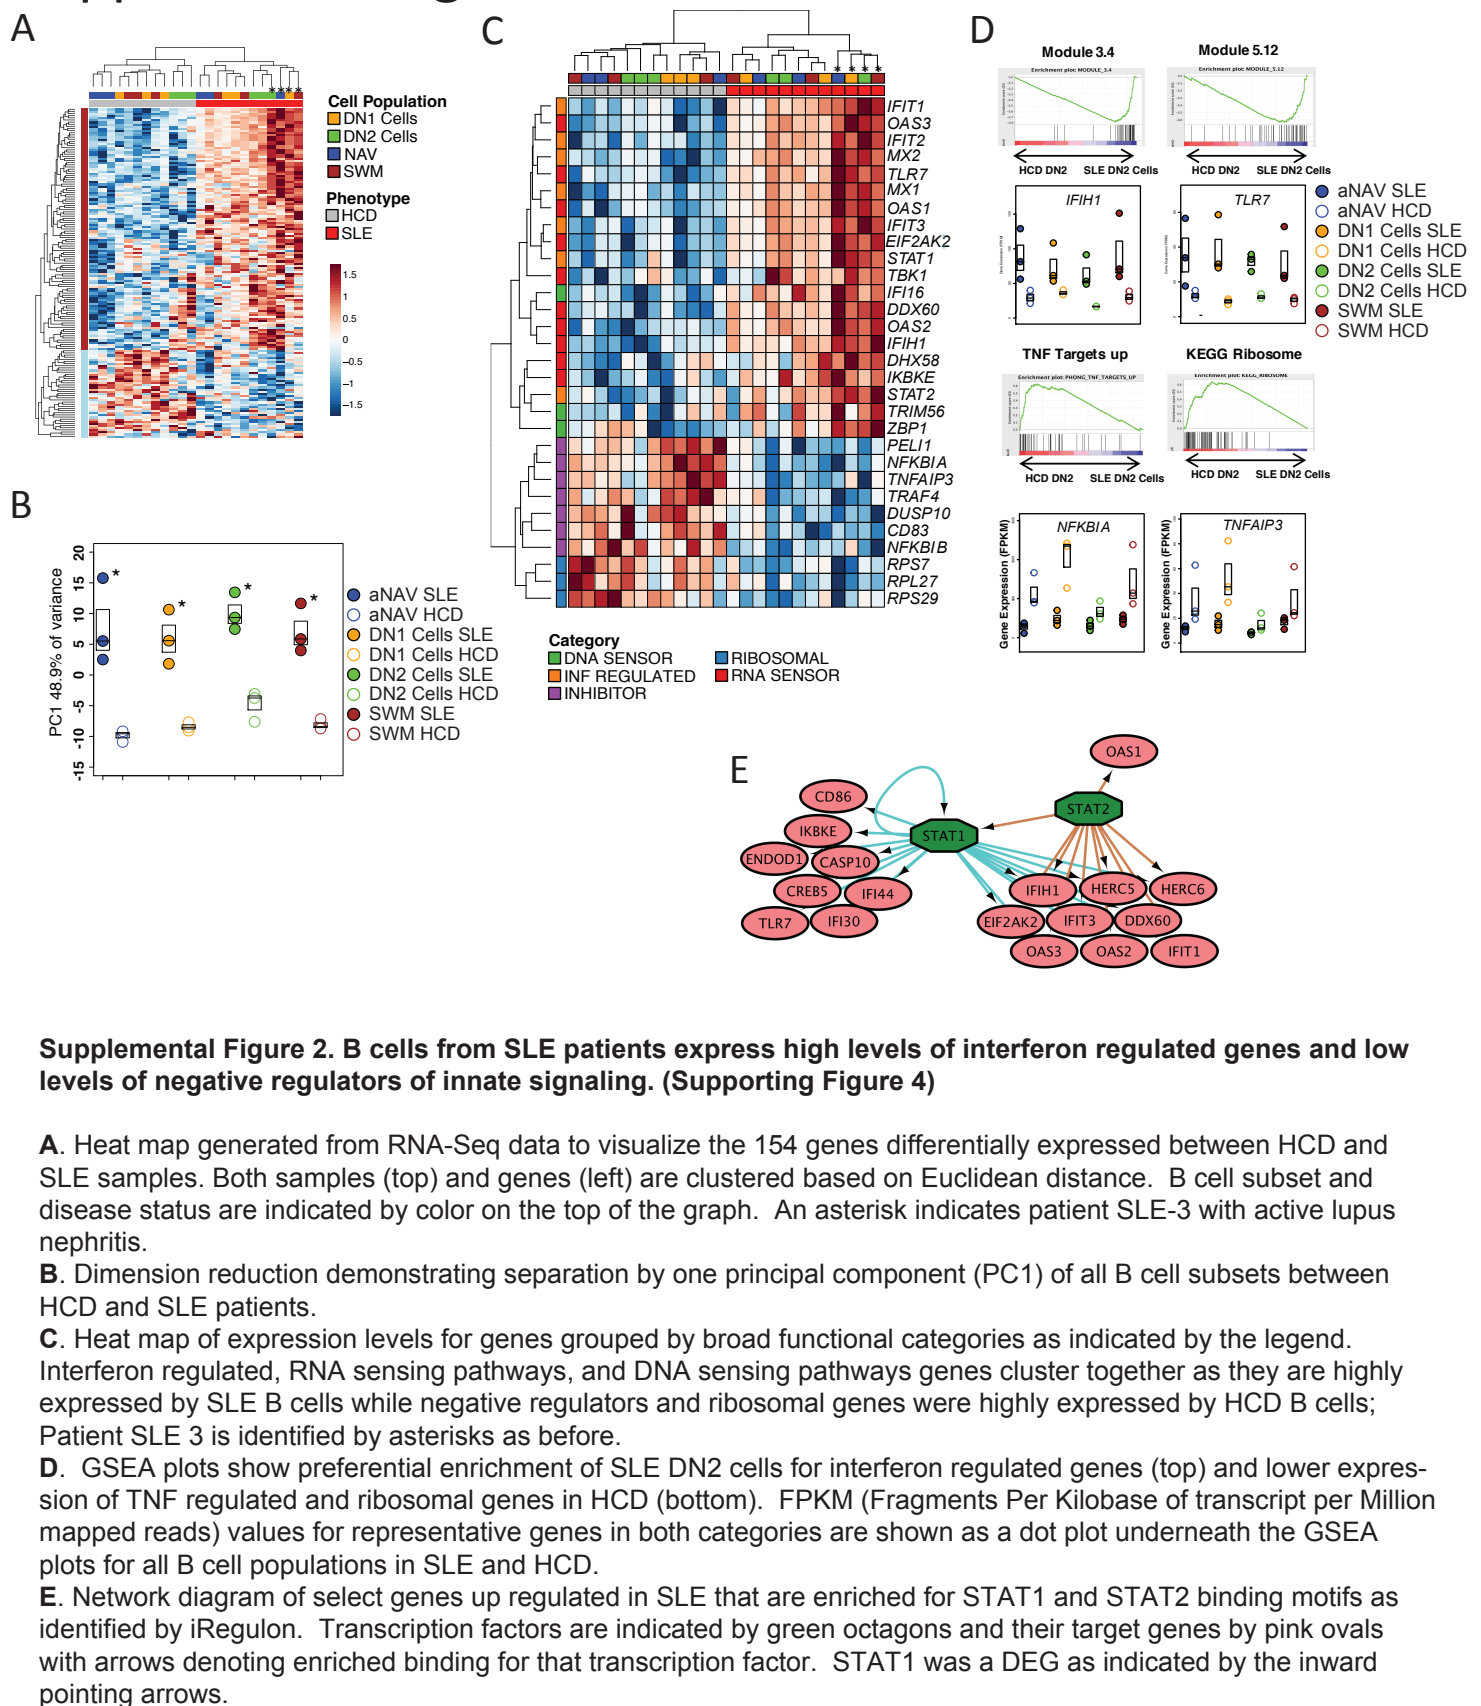 A
Cell Population
DN1 Cells
DN2 Cells
NAV
SWM
Phenotype
HCD
SLE
1.5
1
0.5
0
−0.5
−1
−1.5
* * * *
B
PC1 48.9% of variance
20
15
10
5
0
-5
-10
-15
* * * *
aNAV SLE
aNAV HCD
DN1 Cells SLE
DN1 Cells HCD
DN2 Cells SLE
DN2 Cells HCD
SWM SLE
SWM HCD
C
* * * *
IFIT1
OAS3
IFIT2
MX2
TLR7
MX1
OAS1
IFIT3
EIF2AK2
STAT1
TBK1
IFI16
DDX60
OAS2
IFIH1
DHX58
IKBKE
STAT2
TRIM56
ZBP1
PELI1
NFKBIA
TNFAIP3
TRAF4
DUSP10
CD83
NFKBIB
RPS7
RPL27
RPS29
Category
DNA SENSOR
INF REGULATED
INHIBITOR
RIBOSOMAL
RNA SENSOR
D
Module 3.4
Enrichment plot: MODULE_3.4
HCD DN2 SLE DN2 Cells
Module 5.12
Enrichment plot: MODULE_5.12
HCD DN2 SLE DN2 Cells
IFIH1
TLR7
aNAV SLE
aNAV HCD
DN1 Cells SLE
DN1 Cells HCD
DN2 Cells SLE
DN2 Cells HCD
SWM SLE
SWM HCD
TNF Targets up
Enrichment plot: PHONG_TNF_TARGETS_UP
HCD DN2 SLE DN2 Cells
KEGG Ribosome
Enrichment plot: KEGG_RIBOSOME
HCD DN2 SLE DN2 Cells
Gene Expression (FPKM)
NFKBIA
Gene Expression (FPKM)
TNFAIP3
E
OAS1
CD86
STAT2
IKBKE
STAT1
ENDOD1
CASP10
CREB5
IFI44
IFIH1
HERC5
HERC6
TLR7
IFI30
EIF2AK2
IFIT3
DDX60
OAS3
OAS2
IFIT1
Supplemental Figure 2. B cells from SLE patients express high levels of interferon regulated genes and low
levels of negative regulators of innate signaling. (Supporting Figure 4)
A. Heat map generated from RNA-Seq data to visualize the 154 genes differentially expressed between HCD and
SLE samples. Both samples (top) and genes (left) are clustered based on Euclidean distance. B cell subset and
disease status are indicated by color on the top of the graph. An asterisk indicates patient SLE-3 with active lupus
nephritis.
B. Dimension reduction demonstrating separation by one principal component (PC1) of all B cell subsets between
HCD and SLE patients.
C. Heat map of expression levels for genes grouped by broad functional categories as indicated by the legend.
Interferon regulated, RNA sensing pathways, and DNA sensing pathways genes cluster together as they are highly
expressed by SLE B cells while negative regulators and ribosomal genes were highly expressed by HCD B cells;
Patient SLE 3 is identified by asterisks as before.
D. GSEA plots show preferential enrichment of SLE DN2 cells for interferon regulated genes (top) and lower expres-
sion of TNF regulated and ribosomal genes in HCD (bottom). FPKM (Fragments Per Kilobase of transcript per Million
mapped reads) values for representative genes in both categories are shown as a dot plot underneath the GSEA
plots for all B cell populations in SLE and HCD.
E. Network diagram of select genes up regulated in SLE that are enriched for STAT1 and STAT2 binding motifs as
identified by iRegulon. Transcription factors are indicated by green octagons and their target genes by pink ovals
with arrows denoting enriched binding for that transcription factor. STAT1 was a DEG as indicated by the inward
pointing arrows.